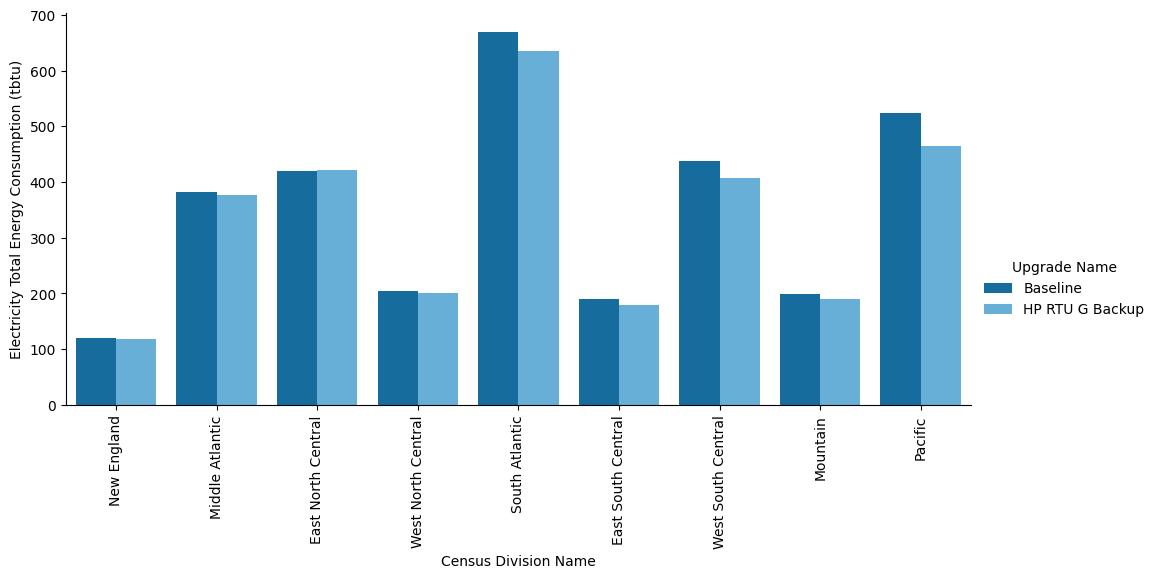 Electricity Total Energy Consumption (tbtu)
700
600
500
400
300
200
100
0
New England
Middle Atlantic
East North Central
West North Central
South Atlantic
East South Central
West South Central
Mountain
Pacific
Census Division Name
Upgrade Name
Baseline
HP RTU G Backup